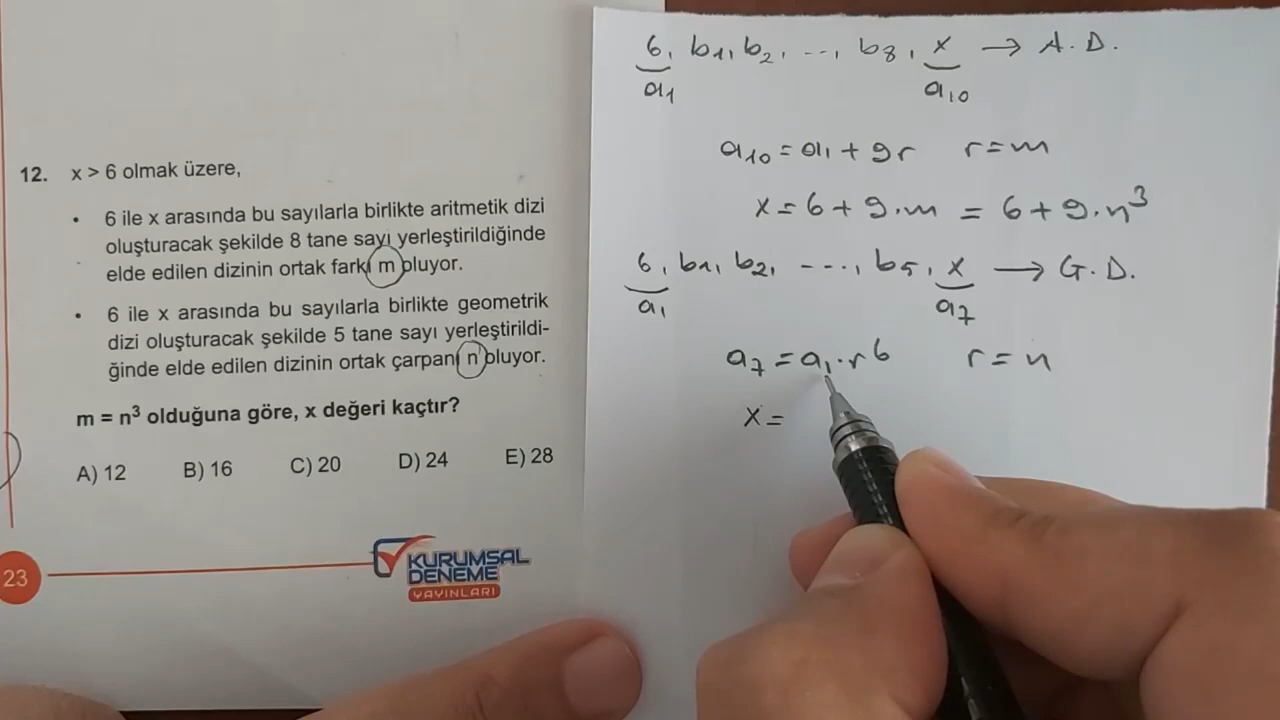 12. x > 6 olmak üzere,
• 6 ile x arasında bu sayılarla birlikte aritmetik dizi
oluşturacak şekilde 8 tane sayı yerleştirildiğinde
elde edilen dizinin ortak farkı m oluyor.
• 6 ile x arasında bu sayılarla birlikte geometrik
dizi oluşturacak şekilde 5 tane sayı yerleştirildi-
ğinde elde edilen dizinin ortak çarpanı n oluyor.
m = n³ olduğuna göre, x değeri kaçtır?
A) 12 B) 16 C) 20 D) 24 E) 28
23
KURUMSAL
DENEME
YAYINLARI
6, b₁, b₂, ..., b₈, x → A.D.
a₁ a₁₀
a₁₀ = a₁ + 9r r = m
x = 6 + 9.m = 6 + 9.n³
6, b₁, b₂, ..., b₅, x → G.D.
a₁ a₇
a₇ = a₁.r⁶ r = n
x =